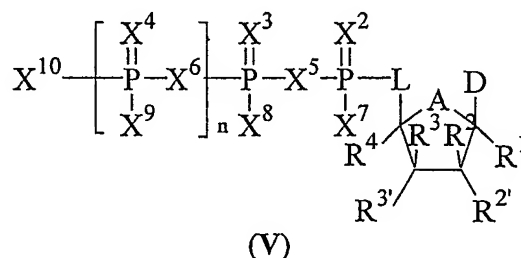 X⁴ X³ X²
X¹⁰ P X⁶ P X⁵ P L D
X⁹ n X⁸ X⁷ A
R⁴ R³ R² R¹
R³' R²'
(V)